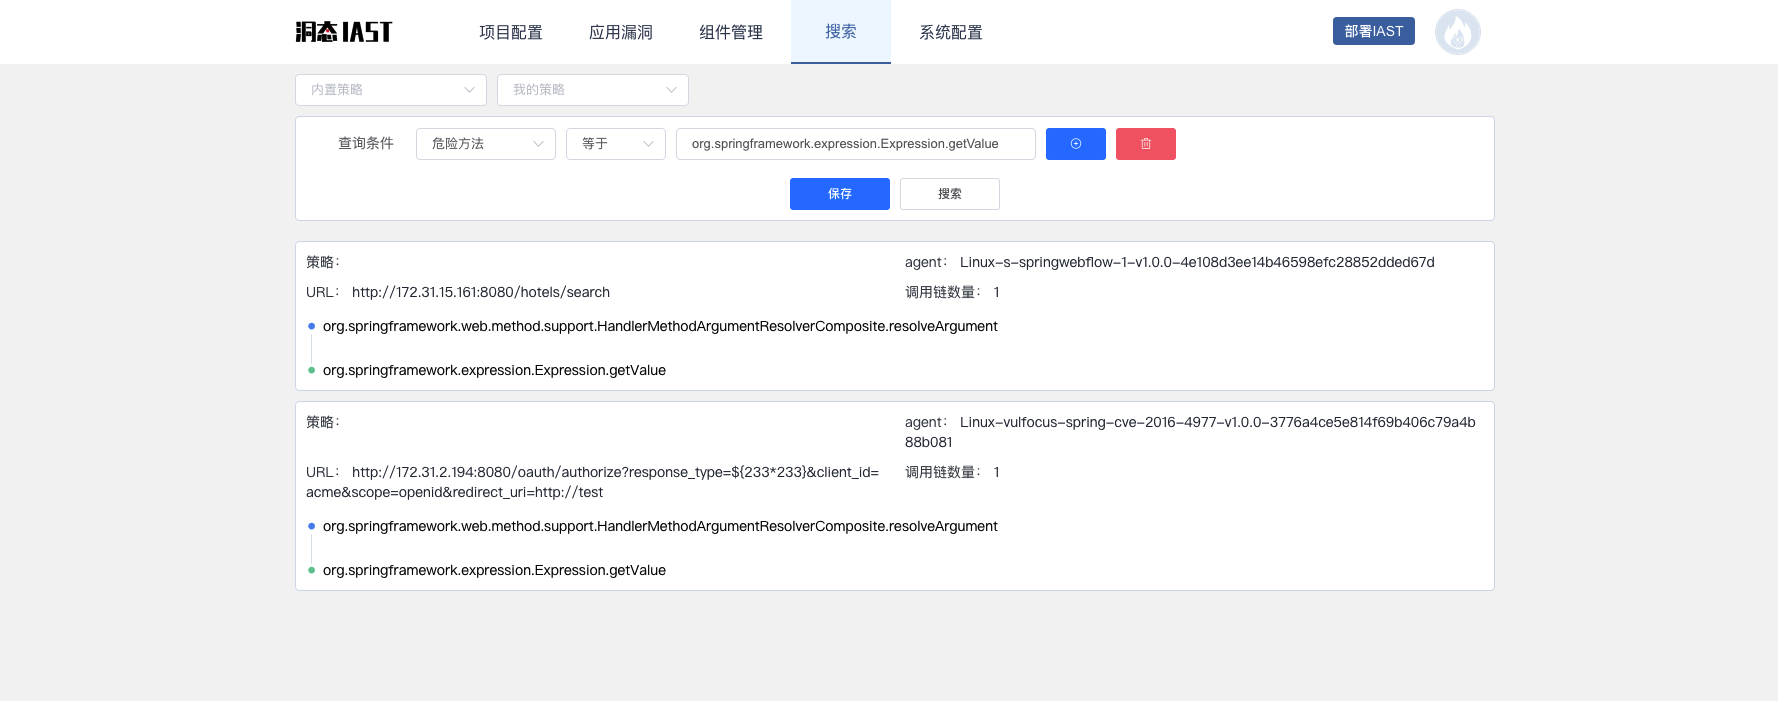 洞态IAST 项目配置 应用漏洞 组件管理 搜索 系统配置 部署IAST
内置策略 我的策略
查询条件 危险方法 等于 org.springframework.expression.Expression.getValue
保存 搜索
策略： agent： Linux-s-springwebflow-1-v1.0.0-4e108d3ee14b46598efc28852dded67d
URL： http://172.31.15.161:8080/hotels/search 调用链数量： 1
org.springframework.web.method.support.HandlerMethodArgumentResolverComposite.resolveArgument
org.springframework.expression.Expression.getValue
策略： agent： Linux-vulfocus-spring-cve-2016-4977-v1.0.0-3776a4ce5e814f69b406c79a4b
88b081
URL： http://172.31.2.194:8080/oauth/authorize?response_type=${233*233}&client_id= 调用链数量： 1
acme&scope=openid&redirect_uri=http://test
org.springframework.web.method.support.HandlerMethodArgumentResolverComposite.resolveArgument
org.springframework.expression.Expression.getValue